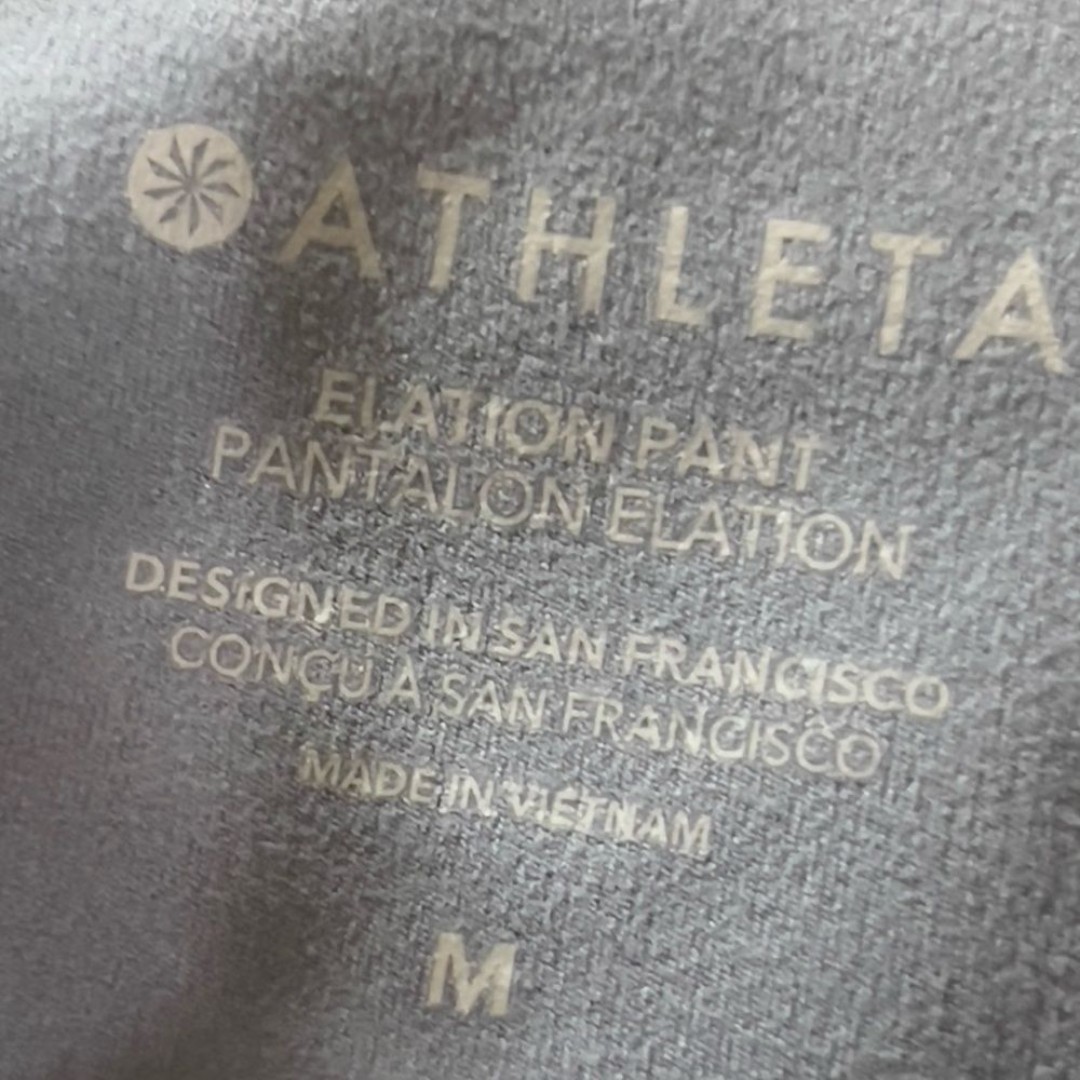 ATHLETA
ELATION PANT
PANTALON ELATION
DESIGNED IN SAN FRANCISCO
CONÇU À SAN FRANCISCO
MADE IN VIETNAM
M